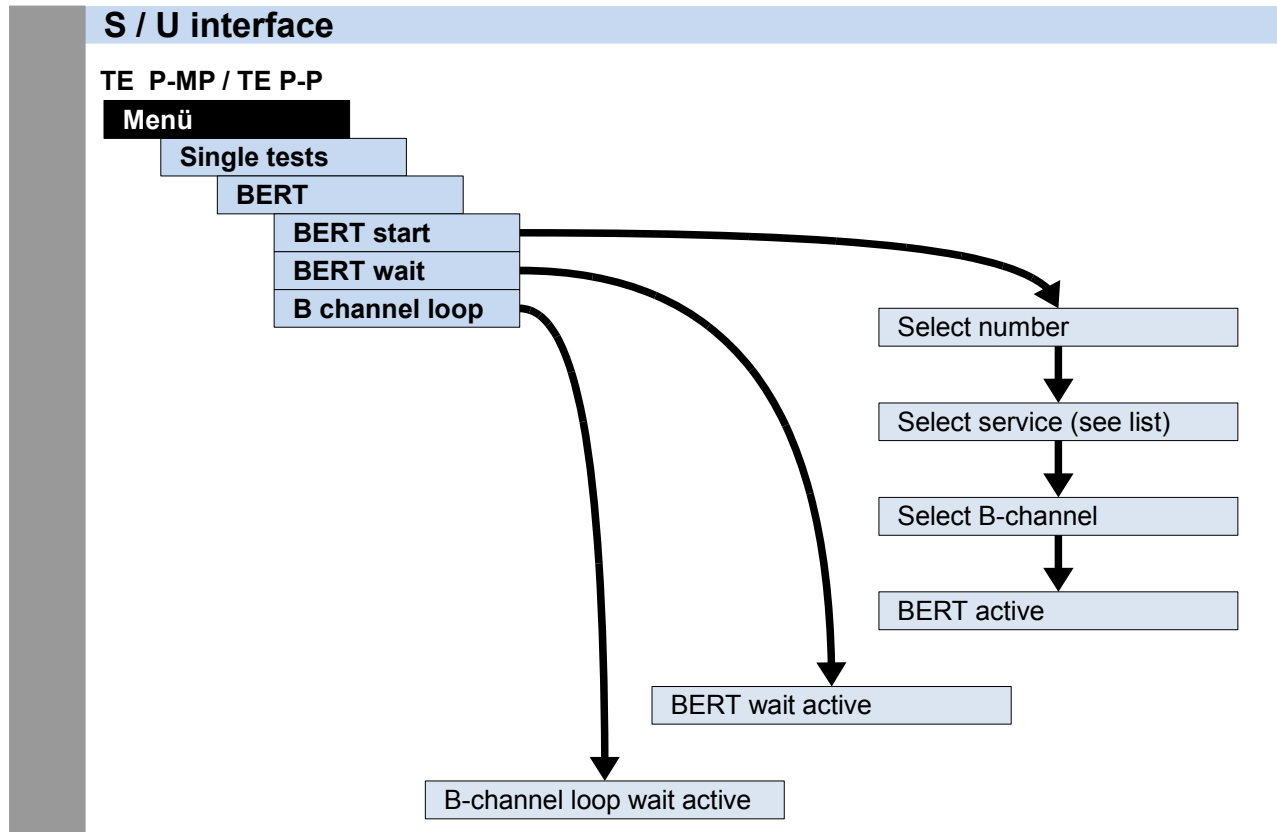 S / U interface
TE P-MP / TE P-P
Menü
Single tests
BERT
BERT start
BERT wait
B channel loop
Select number
Select service (see list)
Select B-channel
BERT active
BERT wait active
B-channel loop wait active